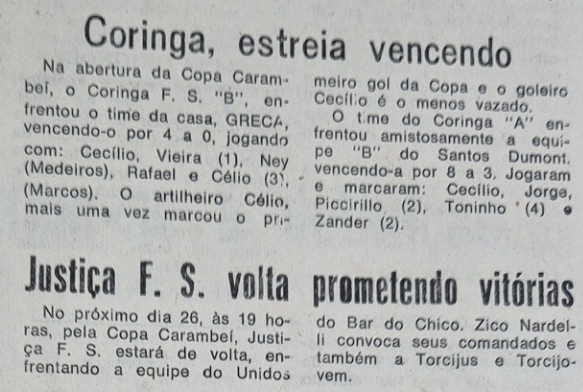 Coringa, estreia vencendo
Na abertura da Copa Caram-
beí, o Coringa F. S. "B", en-
frentou o time da casa, GRECA,
vencendo-o por 4 a 0, jogando
com: Cecílio, Vieira (1), Ney
(Medeiros), Rafael e Célio (3),
(Marcos). O artilheiro Célio,
mais uma vez marcou o pri-
meiro gol da Copa e o goleiro
Cecílio é o menos vazado.
O time do Coringa "A" en-
frentou amistosamente a equi-
pe "B" do Santos Dumont,
vencendo-a por 8 a 3. Jogaram
e marcaram: Cecílio, Jorge,
Piccirillo (2), Toninho (4) e
Zander (2).
Justiça F. S. volta prometendo vitórias
No próximo dia 26, às 19 ho-
ras, pela Copa Carambeí, Justi-
ça F. S. estará de volta, en-
frentando a equipe do Unidos
do Bar do Chico. Zico Nardel-
li convoca seus comandados e
também a Torcijus e Torcijo-
vem.